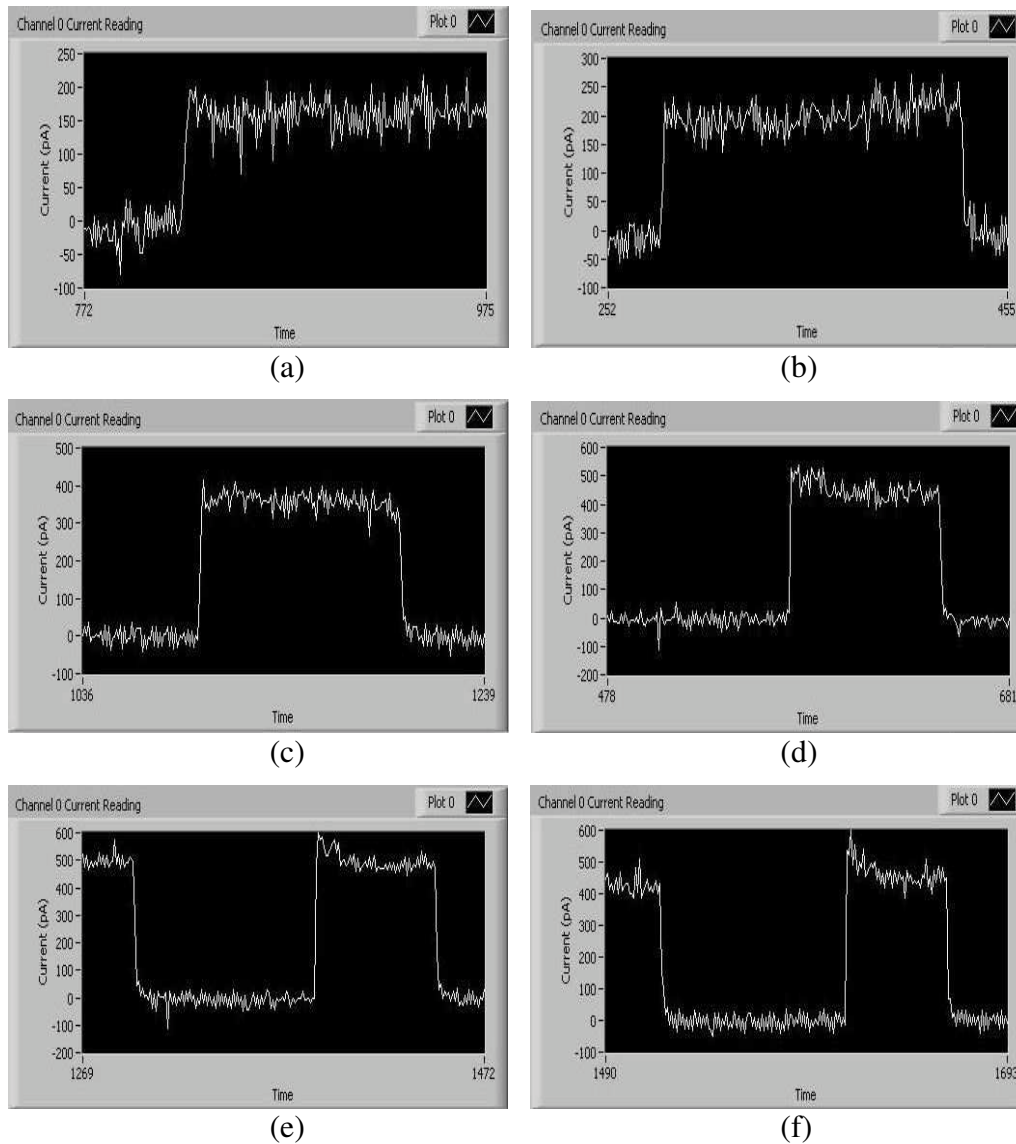 Channel 0 Current Reading
Plot 0
Current (pA)
250
200
150
100
50
0
-50
-100
772
975
Time
(a)
Channel 0 Current Reading
Plot 0
Current (pA)
300
250
200
150
100
50
0
-50
-100
252
455
Time
(b)
Channel 0 Current Reading
Plot 0
Current (pA)
500
400
300
200
100
0
-100
1036
1239
Time
(c)
Channel 0 Current Reading
Plot 0
Current (pA)
600
500
400
300
200
100
0
-100
-200
478
681
Time
(d)
Channel 0 Current Reading
Plot 0
Current (pA)
600
500
400
300
200
100
0
-100
-200
1269
1472
Time
(e)
Channel 0 Current Reading
Plot 0
Current (pA)
600
500
400
300
200
100
0
-100
1490
1693
Time
(f)